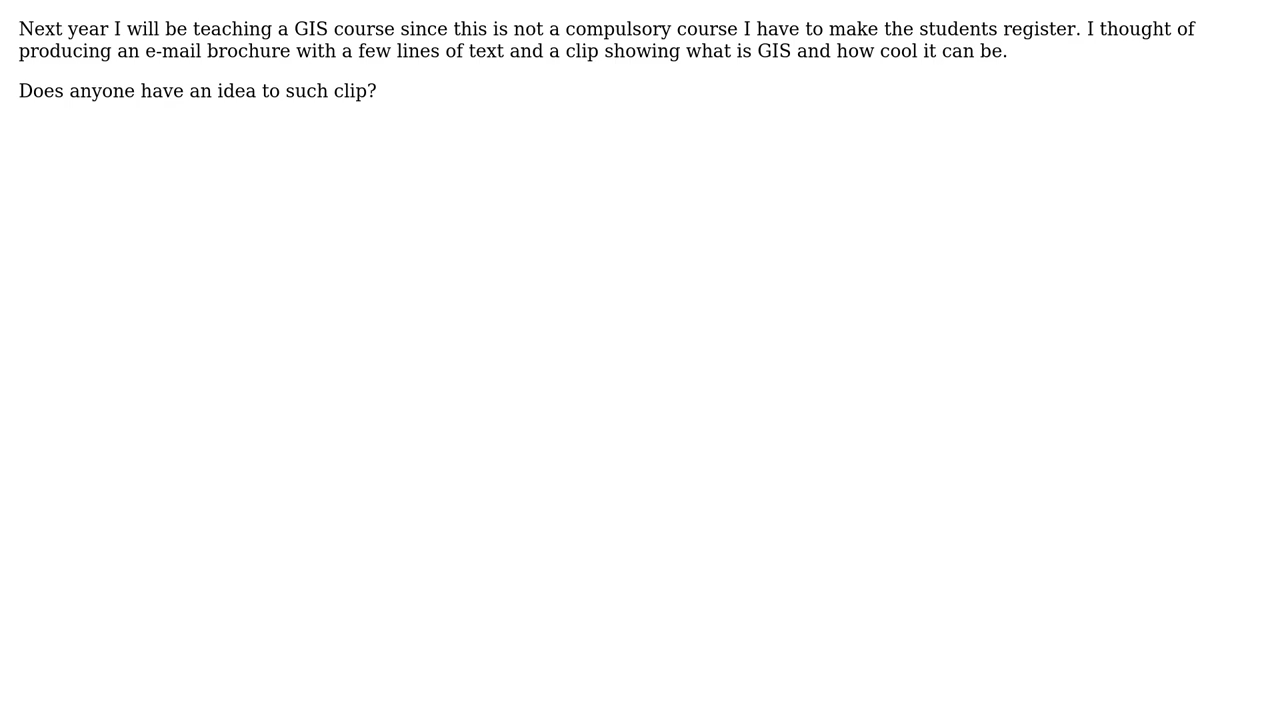 Next year I will be teaching a GIS course since this is not a compulsory course I have to make the students register. I thought of
producing an e-mail brochure with a few lines of text and a clip showing what is GIS and how cool it can be.
Does anyone have an idea to such clip?